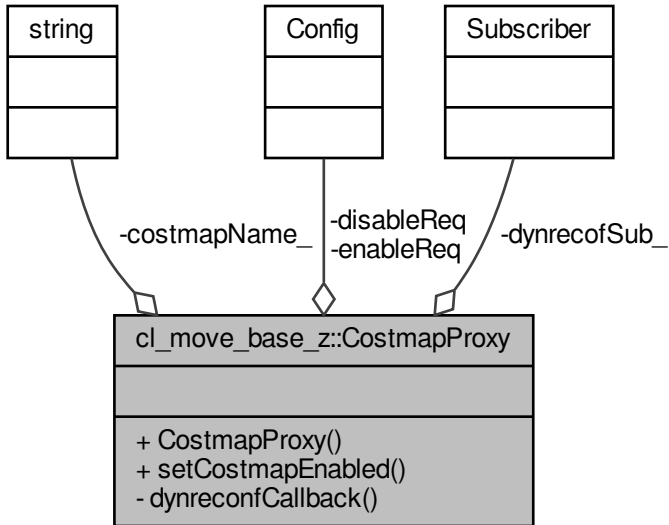 string
Config
Subscriber
-costmapName_
-disableReq
-enableReq
-dynrecofSub_
cl_move_base_z::CostmapProxy
+ CostmapProxy()
+ setCostmapEnabled()
- dynreconfCallback()